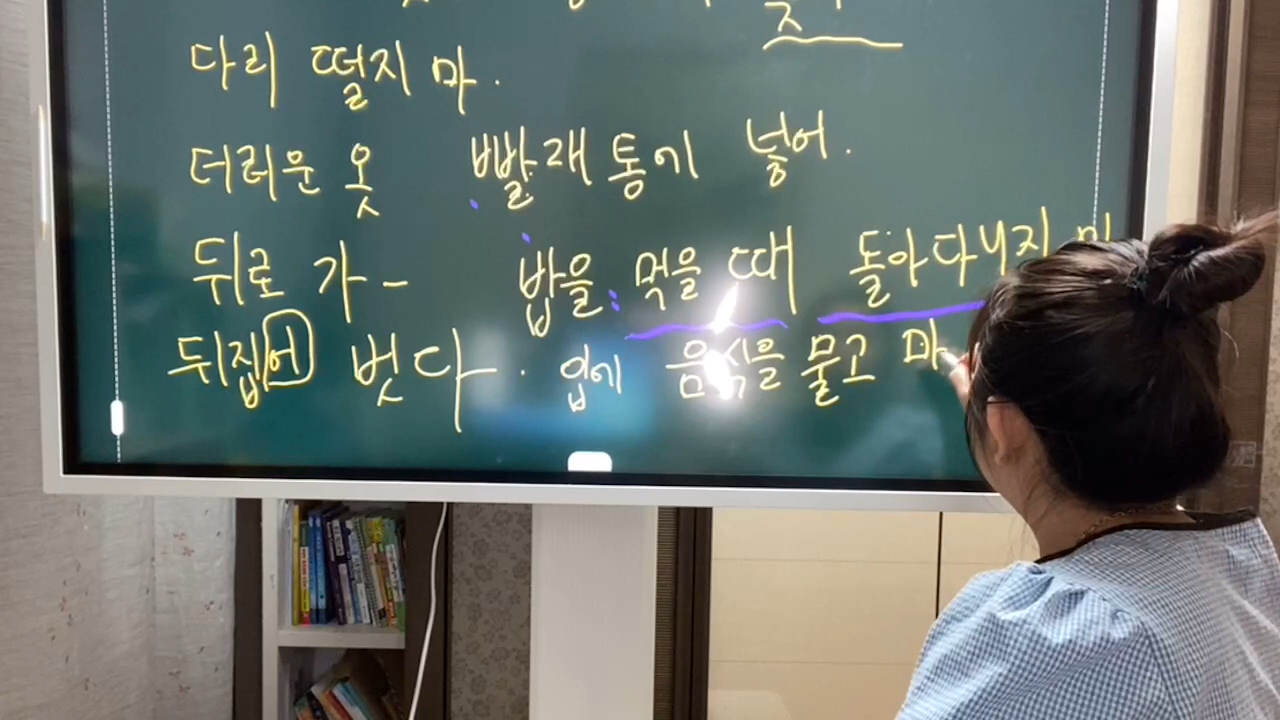 다리 떨지 마.
더러운 옷 빨래통에 넣어.
뒤로 가- 밥을 먹을 때 돌아다니지
뒤집어 벗다. 입에 음식을 물고 마